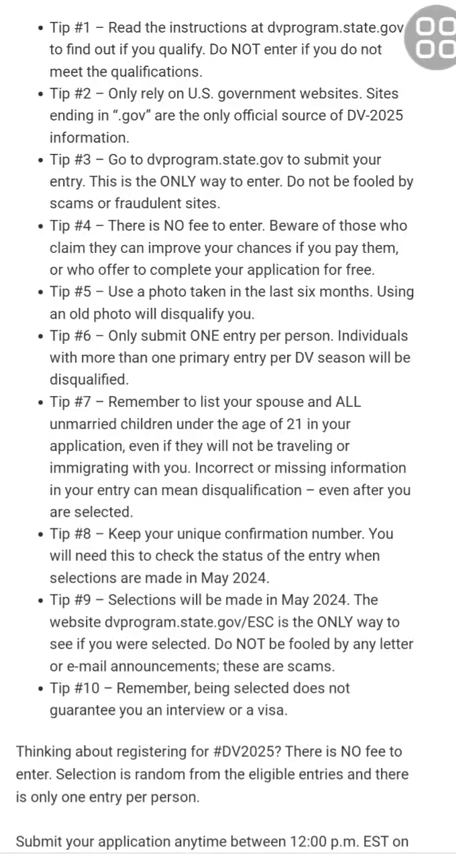 • Tip #1 – Read the instructions at dvprogram.state.gov
to find out if you qualify. Do NOT enter if you do not
meet the qualifications.
• Tip #2 – Only rely on U.S. government websites. Sites
ending in “.gov” are the only official source of DV-2025
information.
• Tip #3 – Go to dvprogram.state.gov to submit your
entry. This is the ONLY way to enter. Do not be fooled by
scams or fraudulent sites.
• Tip #4 – There is NO fee to enter. Beware of those who
claim they can improve your chances if you pay them,
or who offer to complete your application for free.
• Tip #5 – Use a photo taken in the last six months. Using
an old photo will disqualify you.
• Tip #6 – Only submit ONE entry per person. Individuals
with more than one primary entry per DV season will be
disqualified.
• Tip #7 – Remember to list your spouse and ALL
unmarried children under the age of 21 in your
application, even if they will not be traveling or
immigrating with you. Incorrect or missing information
in your entry can mean disqualification – even after you
are selected.
• Tip #8 – Keep your unique confirmation number. You
will need this to check the status of the entry when
selections are made in May 2024.
• Tip #9 – Selections will be made in May 2024. The
website dvprogram.state.gov/ESC is the ONLY way to
see if you were selected. Do NOT be fooled by any letter
or e-mail announcements; these are scams.
• Tip #10 – Remember, being selected does not
guarantee you an interview or a visa.
Thinking about registering for #DV2025? There is NO fee to
enter. Selection is random from the eligible entries and there
is only one entry per person.
Submit your application anytime between 12:00 p.m. EST on